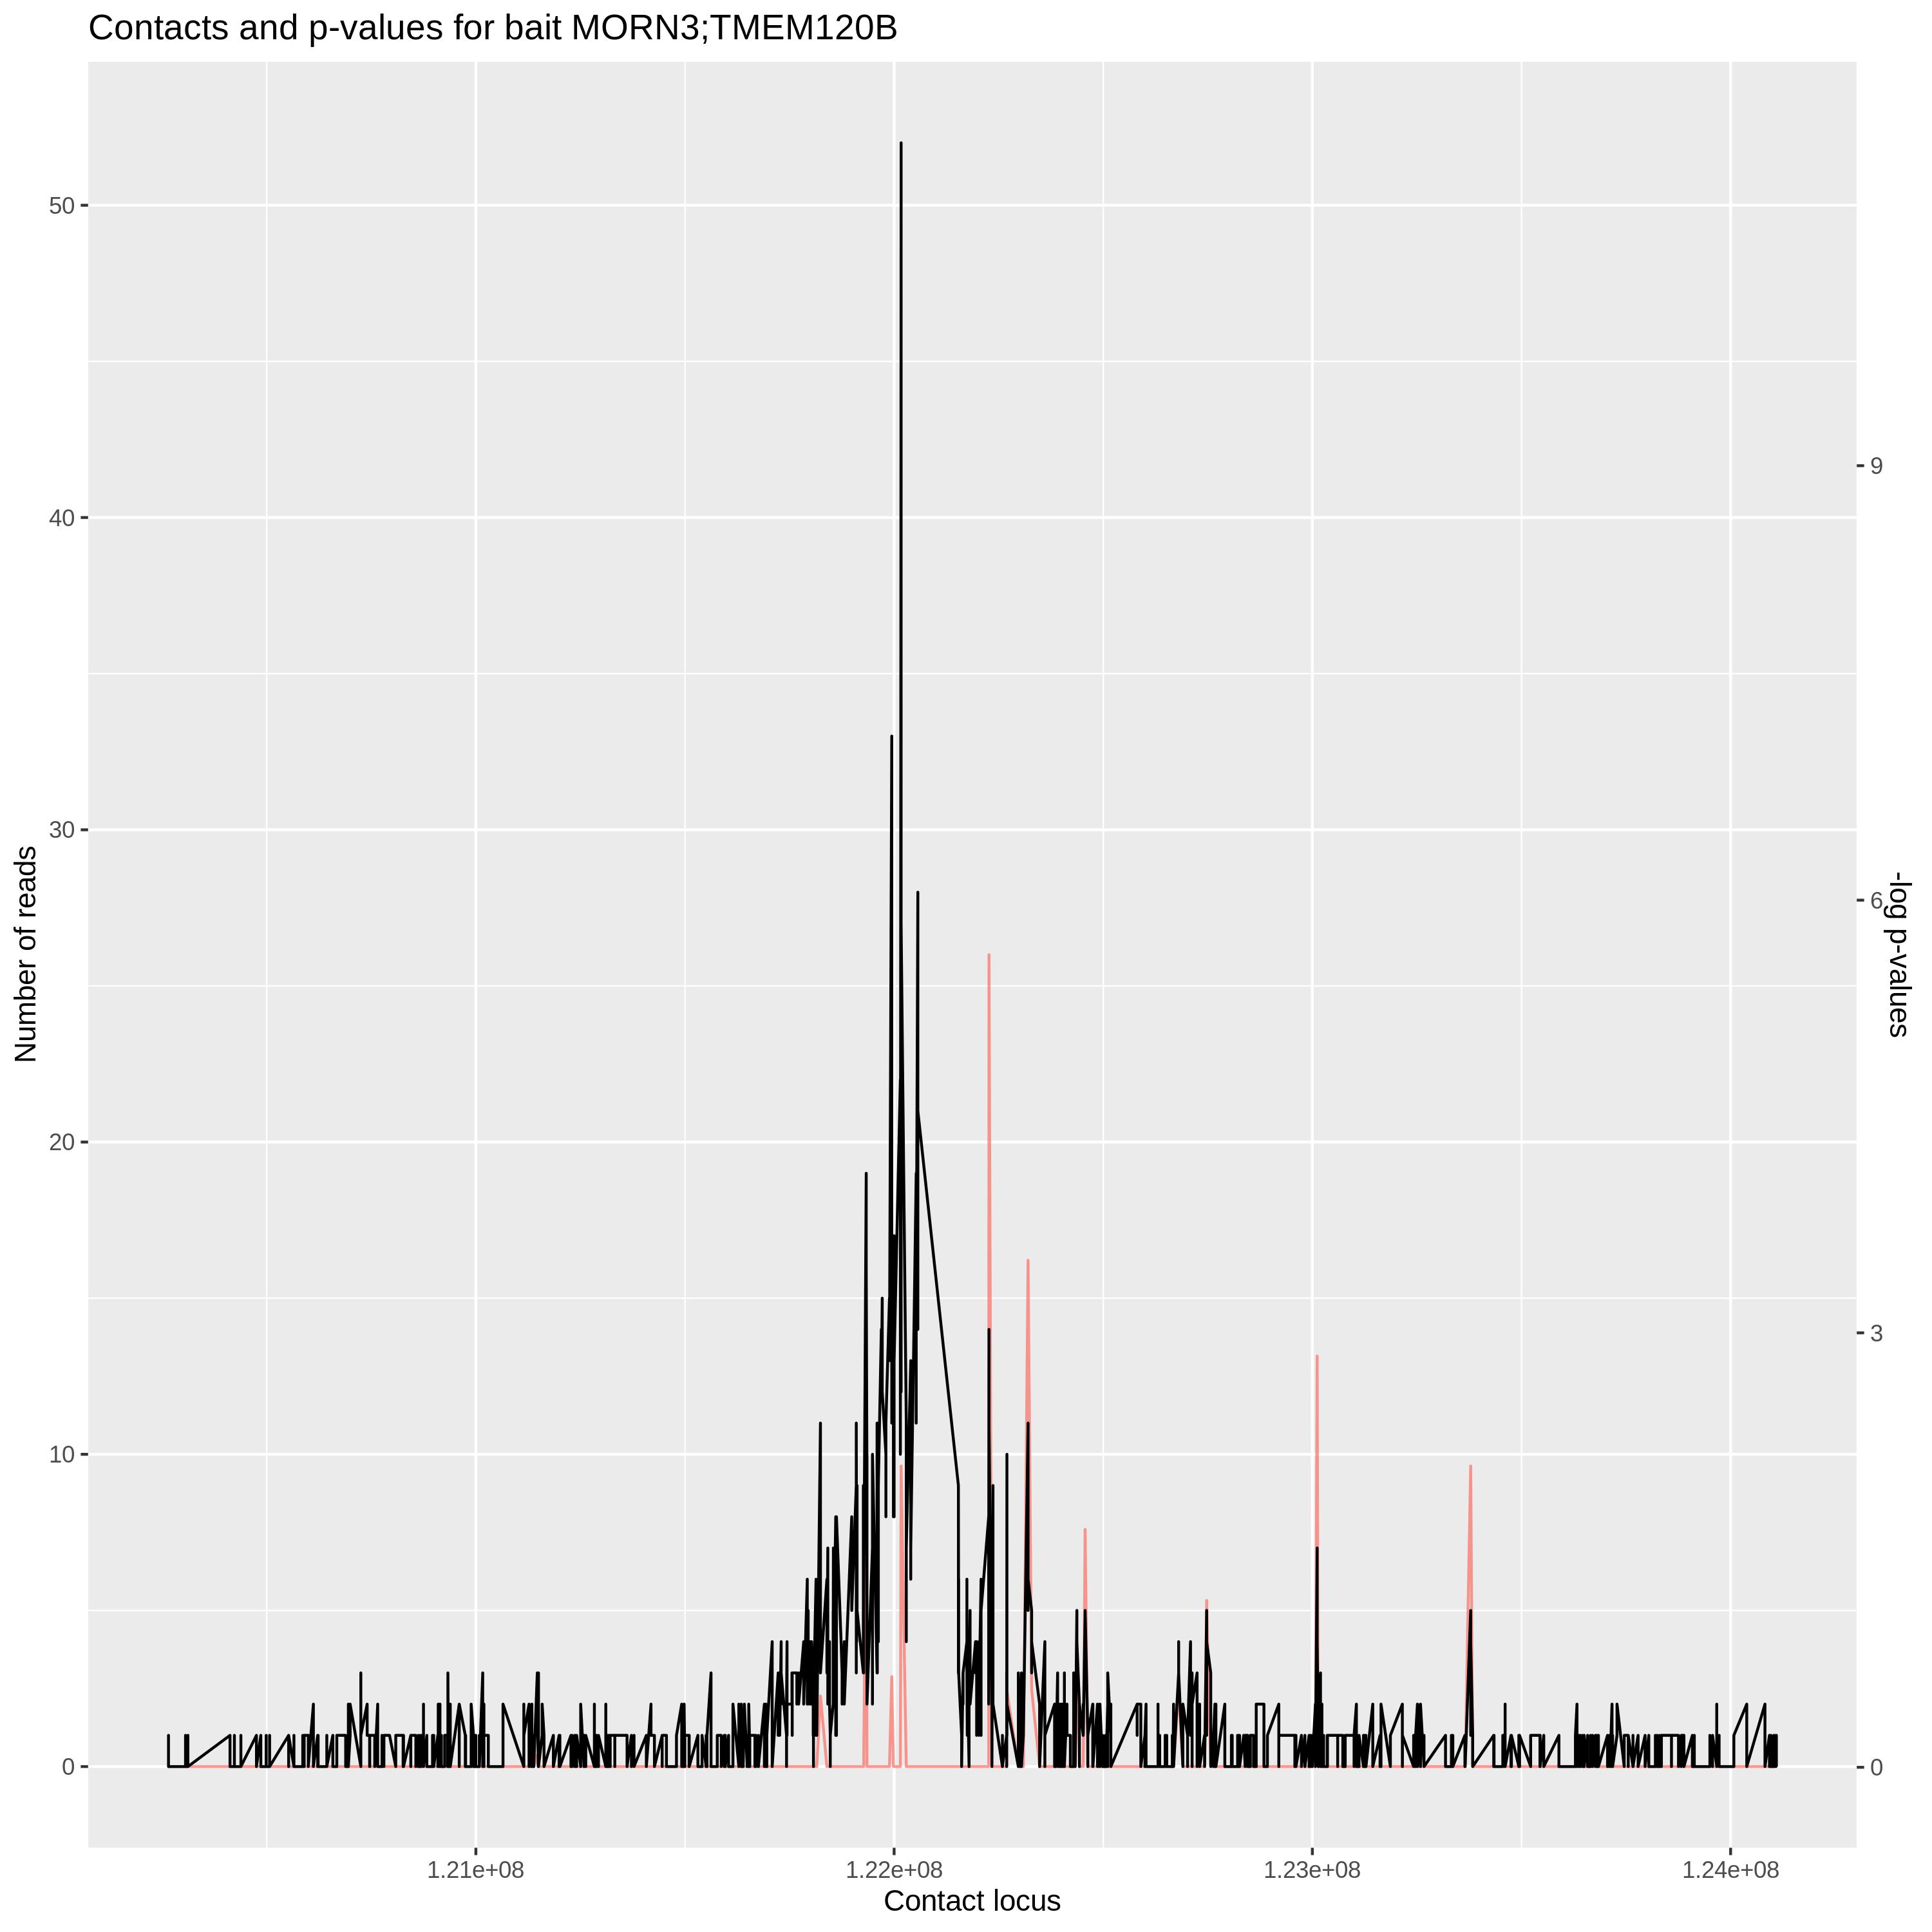 Contacts and p-values for bait MORN3;TMEM120B
50
40
30
20
10
0
Number of reads
9
6
3
0
-log p-values
1.21e+08
1.22e+08
1.23e+08
1.24e+08
Contact locus